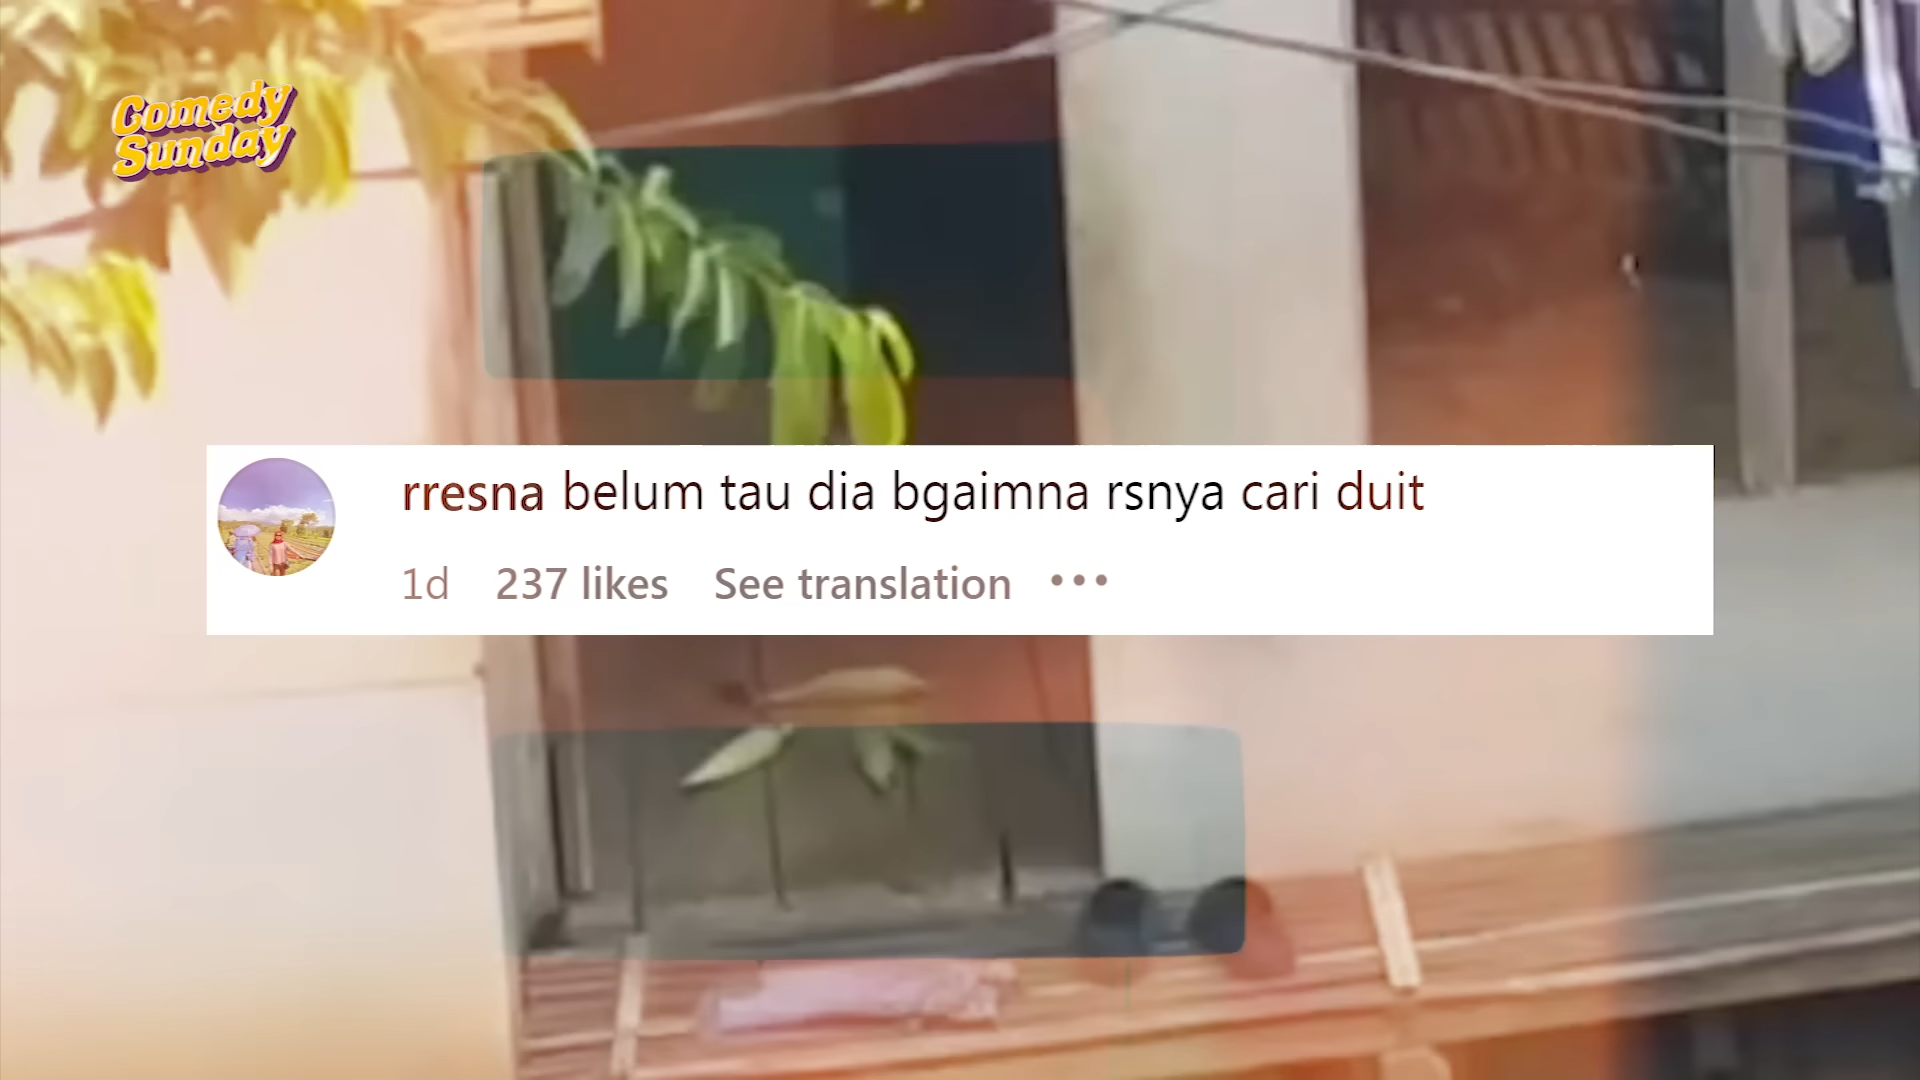 Comedy
Sunday
rresna belum tau dia bgaimna rsnya cari duit
1d 237 likes See translation •••